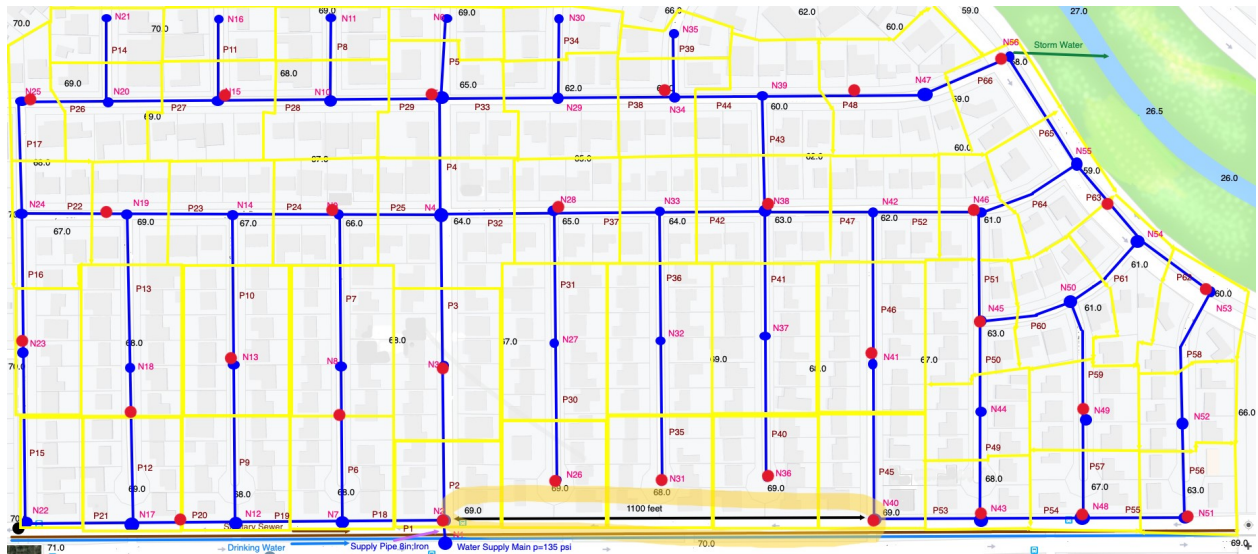 N21 70.0 N16 69.0 N11 N6 69.0 N30 66.0 62.0 59.0 27.0
70.0 N35 60.0 N56
P14 P11 P8 P34 P39 Storm Water
P5 68.0
69.0 68.0 65.0 62.0 N39 N47 P66 26.5
N25 N20 N15 N10 N29 N34 60.0 69.0
P26 P27 P28 P29 P33 P38 P44 P48
69.0 P65
P17 P43
68.0 67.0 P4 65.0 62.0 60.0 N55
59.0 26.0
N24 P22 N19 P23 N14 P24 P25 N4 N28 N33 N38 N42 N46 P64 P63
67.0 69.0 67.0 66.0 64.0 P32 65.0 P37 64.0 P42 63.0 P47 62.0 P52 61.0 N54
61.0
P16 P13 P10 P7 P3 P31 P36 P41 P46 P51 N50 P61 P62 60.0
61.0 N53
N45
N23 68.0 68.0 67.0 N27 N32 N37 63.0 P60
70.0 N18 N13 N8 69.0 68.0 N41 67.0 P50 P58
P59
P30 N44 N49 N52 66.0
P15 P12 P9 P6 P35 P40 P49
P57 P56
69.0 68.0 68.0 P2 N26 N31 N36 P45 68.0 67.0 63.0
69.0 68.0 69.0
N22 P21 N17 P20 N12 P19 N7 P18 N2 69.0 1100 feet N40 69.0 P53 N43 P54 N48 P55 N51
Sanitary Sewer P1
71.0 Drinking Water Supply Pipe 8in;Iron N1 Water Supply Main p=135 psi 70.0 69.0